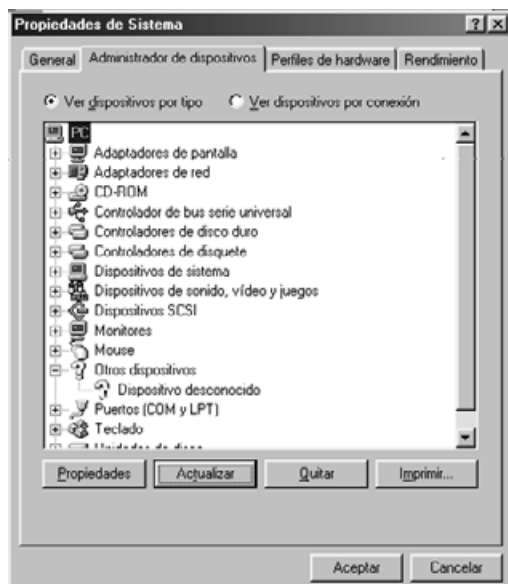 Propiedades de Sistema
General Administrador de dispositivos Perfiles de hardware Rendimiento
Ver dispositivos por tipo Ver dispositivos por conexión
PC
Adaptadores de pantalla
Adaptadores de red
CD-ROM
Controlador de bus serie universal
Controladores de disco duro
Controladores de disquete
Dispositivos de sistema
Dispositivos de sonido, vídeo y juegos
Dispositivos SCSI
Monitores
Mouse
Otros dispositivos
Dispositivo desconocido
Puertos (COM y LPT)
Teclado
Unidades de disco
Propiedades Actualizar Quitar Imprimir...
Aceptar Cancelar